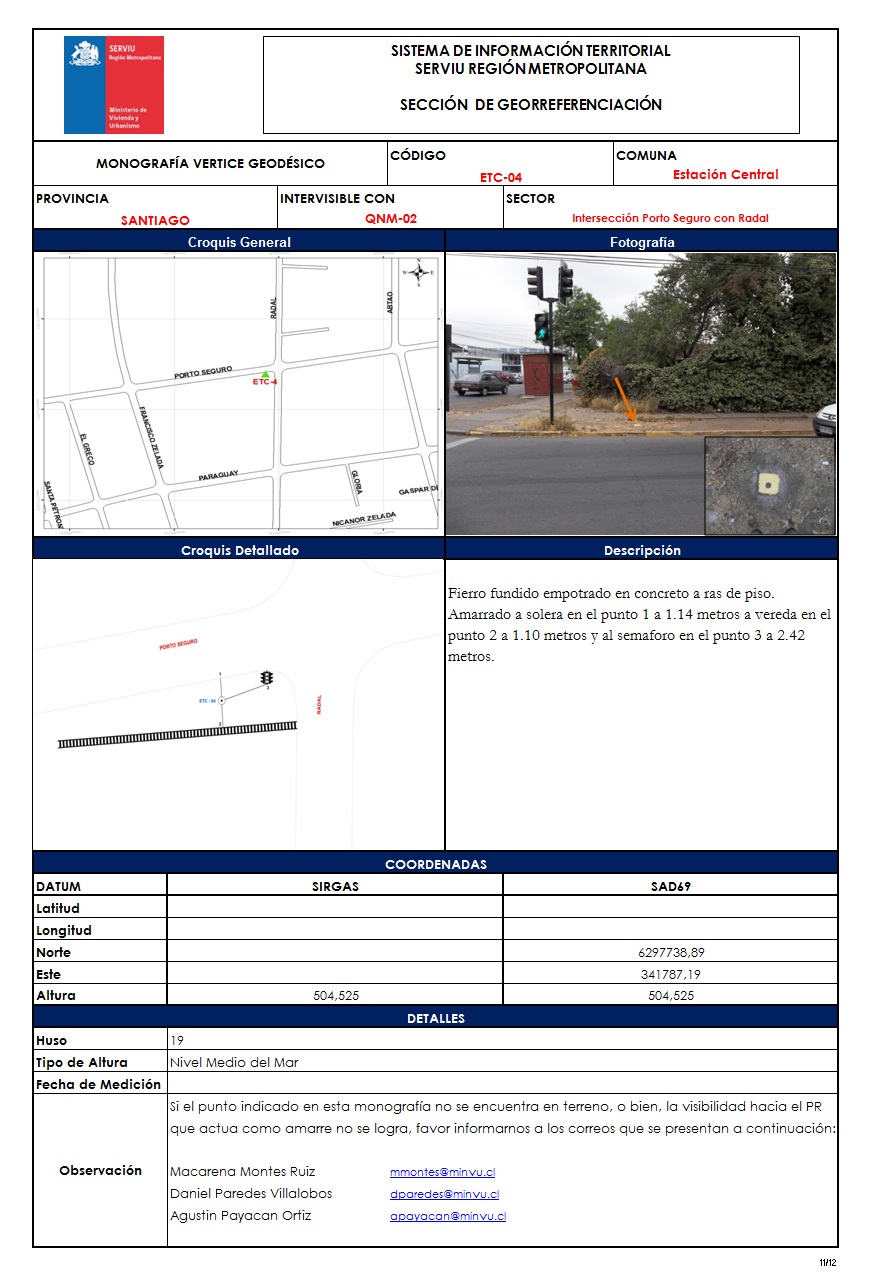 SERVIU
Región Metropolitana
Ministerio de
Vivienda y
Urbanismo
SISTEMA DE INFORMACIÓN TERRITORIAL
SERVIU REGIÓN METROPOLITANA
SECCIÓN DE GEORREFERENCIACIÓN
MONOGRAFÍA VERTICE GEODÉSICO
CÓDIGO
ETC-04
COMUNA
Estación Central
PROVINCIA
SANTIAGO
INTERVISIBLE CON
QNM-02
SECTOR
Intersección Porto Seguro con Radal
Croquis General
Fotografía
N
W
E
S
RADAL
ABTAO
PORTO SEGURO
ETC-4
FRANCISCO ZELADA
EL GRECO
PARAGUAY
GLORIA
GASPAR DE
SANTA PETRON
NICANOR ZELADA
Croquis Detallado
Descripción
PORTO SEGURO
1
ETC - 04
3
2
RADAL
Fierro fundido empotrado en concreto a ras de piso.
Amarrado a solera en el punto 1 a 1.14 metros a vereda en el
punto 2 a 1.10 metros y al semaforo en el punto 3 a 2.42
metros.
COORDENADAS
DATUM SIRGAS SAD69
Latitud
Longitud
Norte 6297738,89
Este 341787,19
Altura 504,525 504,525
DETALLES
Huso 19
Tipo de Altura Nivel Medio del Mar
Fecha de Medición
Observación
Si el punto indicado en esta monografía no se encuentra en terreno, o bien, la visibilidad hacia el PR
que actua como amarre no se logra, favor informarnos a los correos que se presentan a continuación:
Macarena Montes Ruiz mmontes@minvu.cl
Daniel Paredes Villalobos dparedes@minvu.cl
Agustin Payacan Ortiz apayacan@minvu.cl
11/12